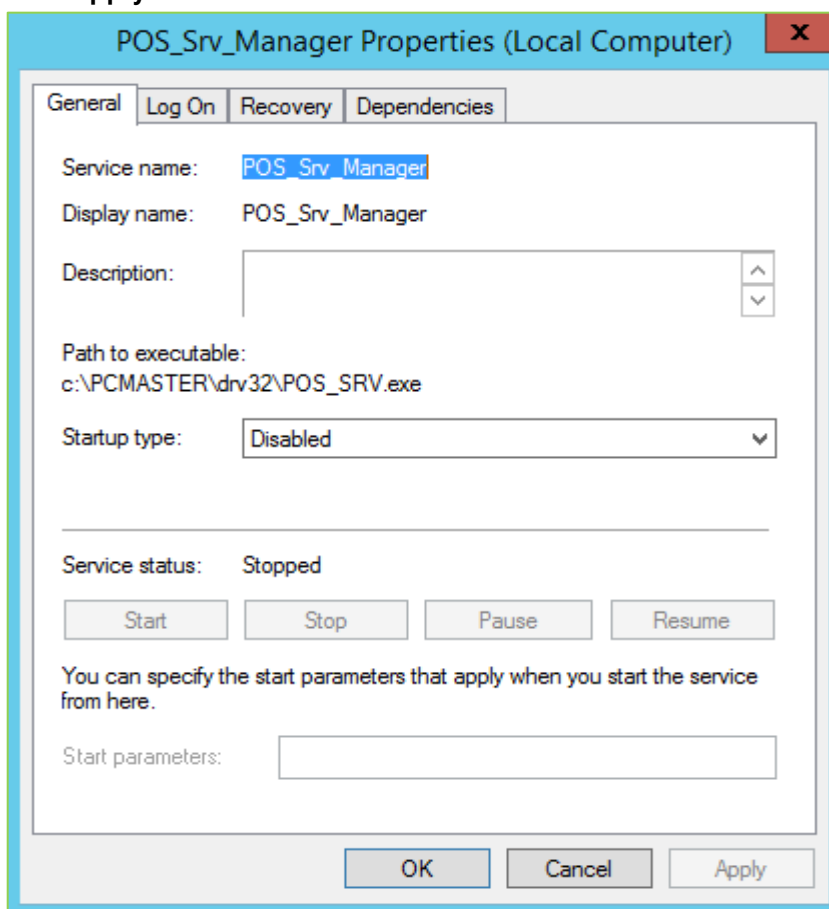 POS_Srv_Manager Properties (Local Computer)
x
General Log On Recovery Dependencies
Service name: POS_Srv_Manager
Display name: POS_Srv_Manager
Description:
Path to executable:
c:\PCMASTER\drv32\POS_SRV.exe
Startup type: Disabled
Service status: Stopped
Start Stop Pause Resume
You can specify the start parameters that apply when you start the service
from here.
Start parameters:
OK Cancel Apply